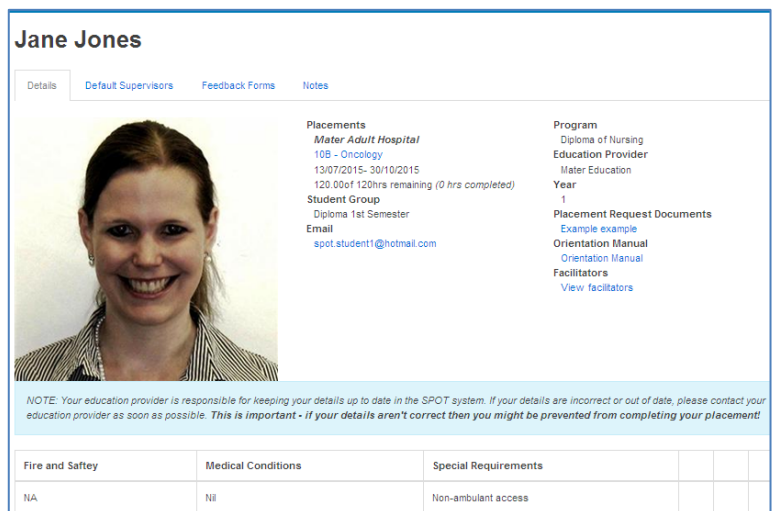 Jane Jones
Details Default Supervisors Feedback Forms Notes
Placements
Mater Adult Hospital
10B - Oncology
13/07/2015- 30/10/2015
120.00of 120hrs remaining (0 hrs completed)
Student Group
Diploma 1st Semester
Email
spot.student1@hotmail.com
Program
Diploma of Nursing
Education Provider
Mater Education
Year
1
Placement Request Documents
Example example
Orientation Manual
Orientation Manual
Facilitators
View facilitators
NOTE: Your education provider is responsible for keeping your details up to date in the SPOT system. If your details are incorrect or out of date, please contact your
education provider as soon as possible. This is important - if your details aren't correct then you might be prevented from completing your placement!
Fire and Saftey Medical Conditions Special Requirements
NA Nil Non-ambulant access